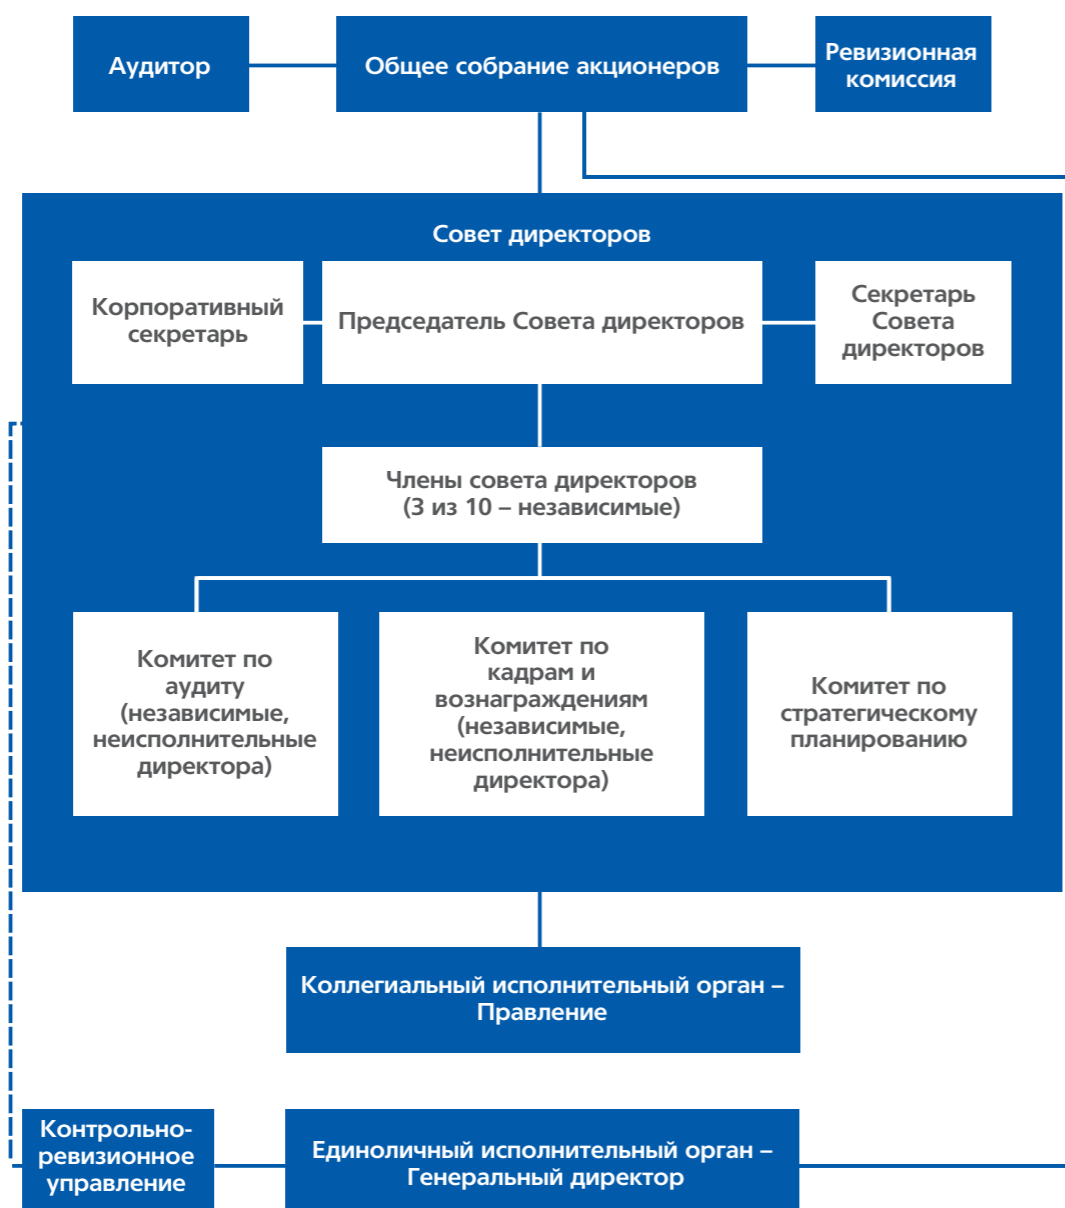 Аудитор
Общее собрание акционеров
Ревизионная
комиссия
Совет директоров
Корпоративный
секретарь
Председатель Совета директоров
Секретарь
Совета
директоров
Члены совета директоров
(3 из 10 – независимые)
Комитет по
аудиту
(независимые,
неисполнительные
директора)
Комитет по
кадрам и
вознаграждениям
(независимые,
неисполнительные
директора)
Комитет по
стратегическому
планированию
Коллегиальный исполнительный орган –
Правление
Контрольно-
ревизионное
управление
Единоличный исполнительный орган –
Генеральный директор